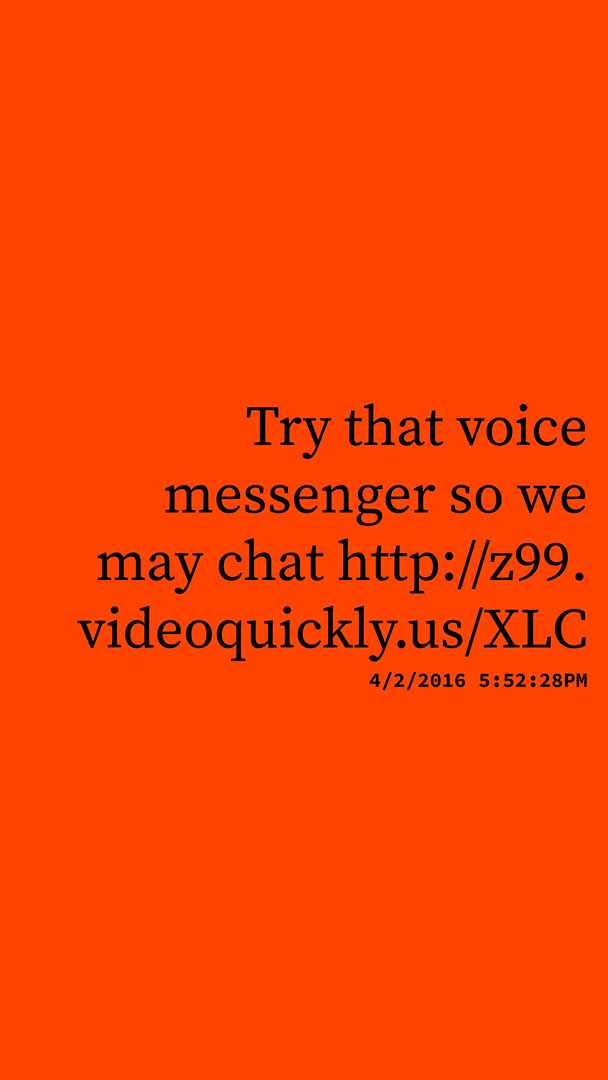 Try that voice
messenger so we
may chat http://z99.
videoquickly.us/XLC
4/2/2016 5:52:28PM